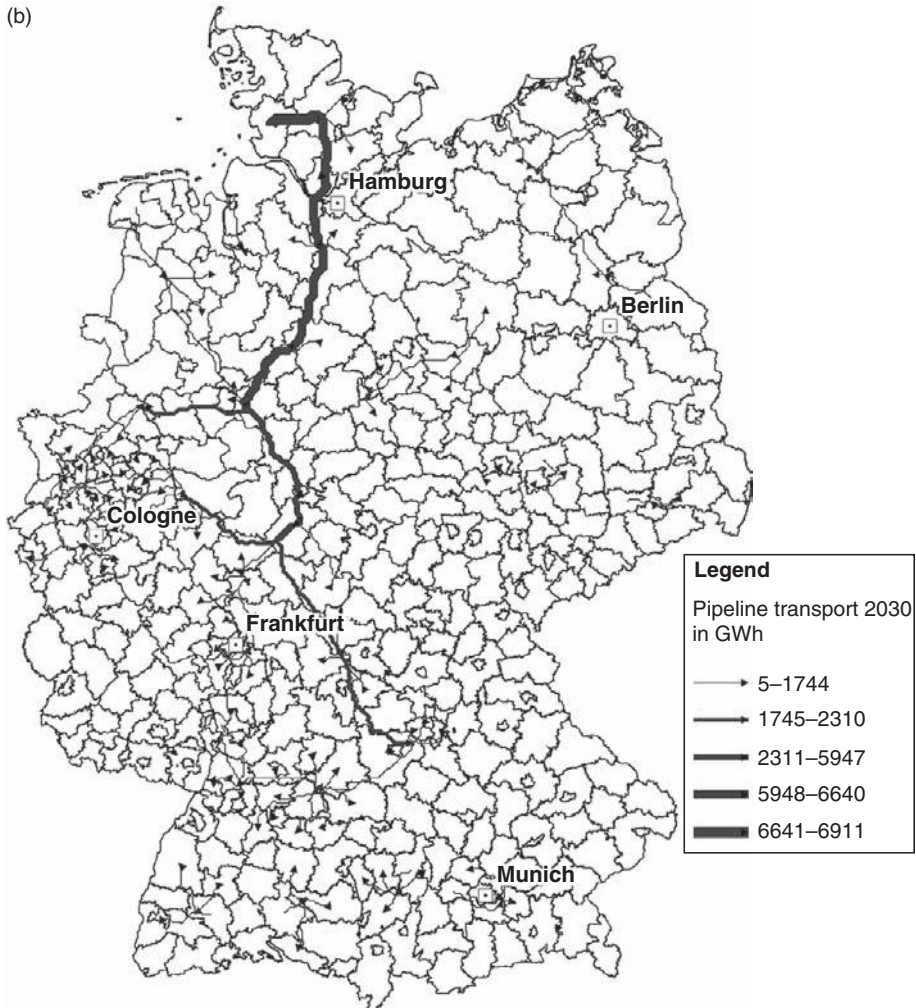 (b)
Hamburg
Berlin
Cologne
Frankfurt
Munich
Legend
Pipeline transport 2030
in GWh
5–1744
1745–2310
2311–5947
5948–6640
6641–6911